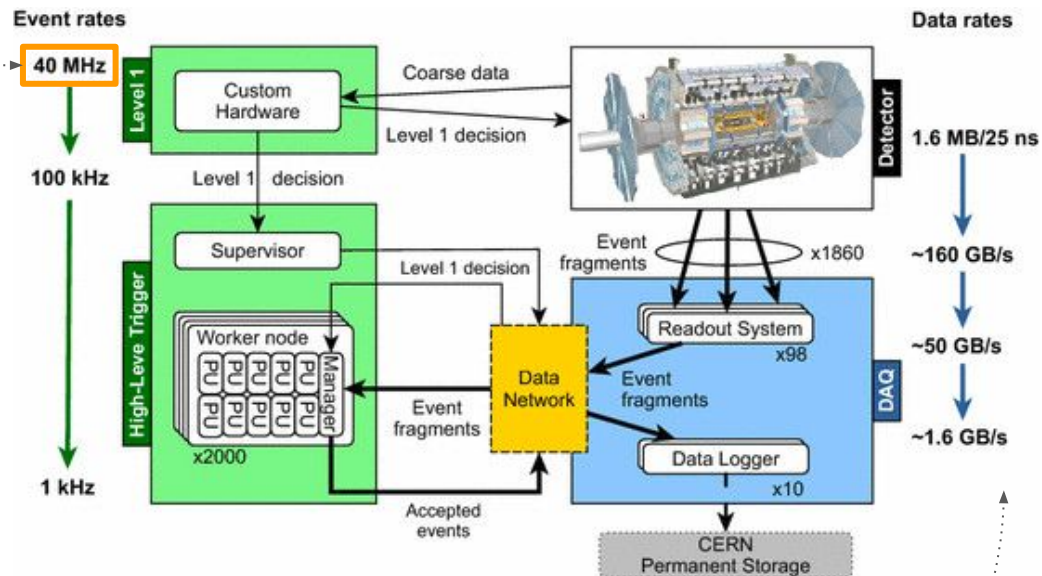 Event rates
Data rates
40 MHz
100 kHz
1 kHz
Level 1
Custom
Hardware
Coarse data
Level 1 decision
Detector
1.6 MB/25 ns
~160 GB/s
~50 GB/s
~1.6 GB/s
Level 1 decision
High-Leve Trigger
Supervisor
Level 1 decision
Event
fragments
x1860
Worker node
PU PU PU PU PU
PU PU PU PU PU
Manager
x2000
Event
fragments
Accepted
events
Data
Network
Readout System
x98
Event
fragments
Data Logger
x10
DAQ
CERN
Permanent Storage